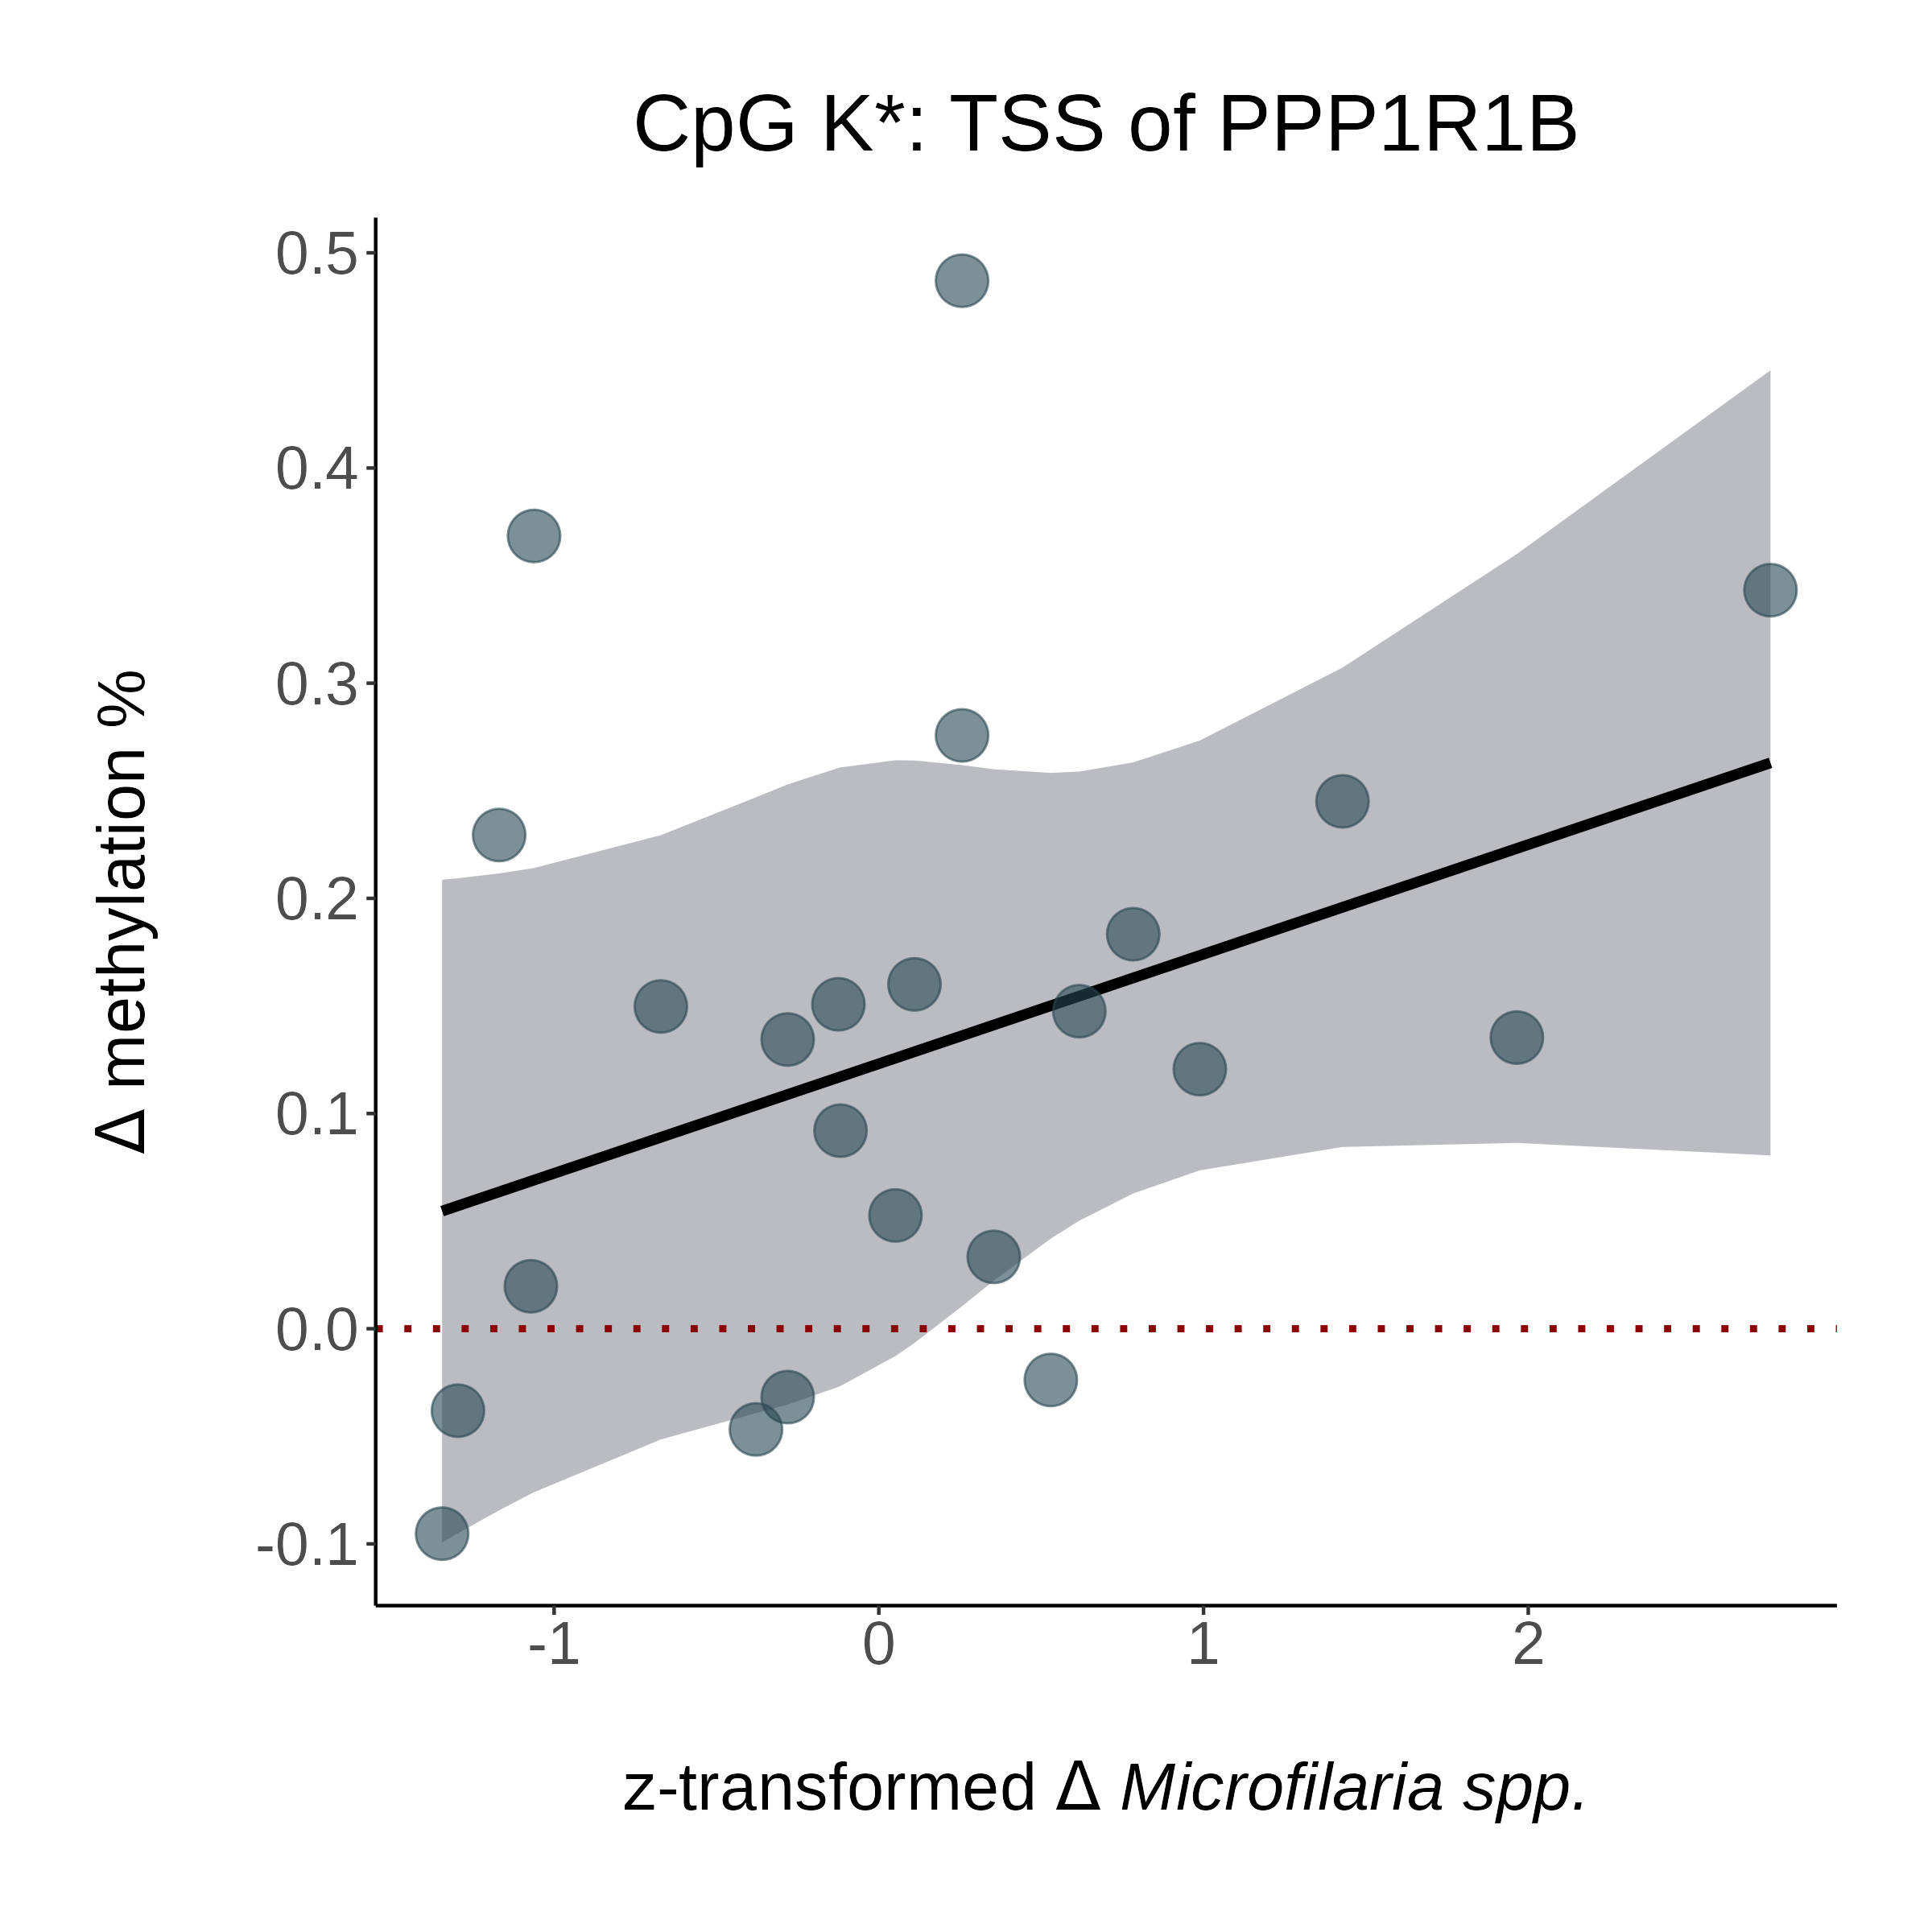 CpG K*: TSS of PPP1R1B
0.5
0.4
0.3
0.2
0.1
0.0
-0.1
Δ methylation %
-1 0 1 2
z-transformed Δ Microfilaria spp.